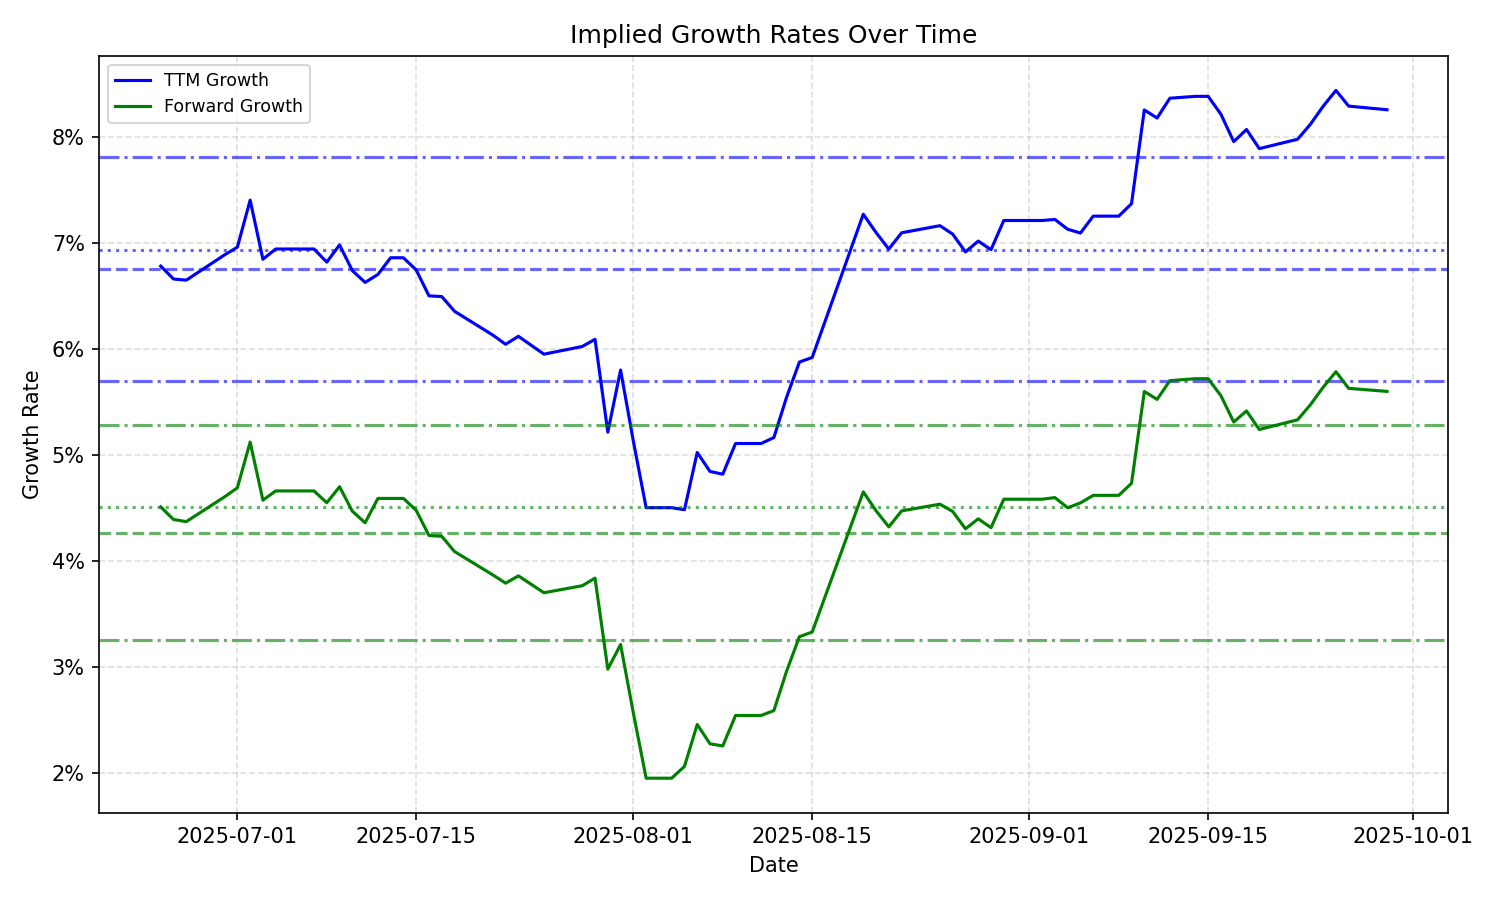 Implied Growth Rates Over Time
TTM Growth
Forward Growth
8%
7%
6%
5%
4%
3%
2%
Growth Rate
2025-07-01
2025-07-15
2025-08-01
2025-08-15
2025-09-01
2025-09-15
2025-10-01
Date